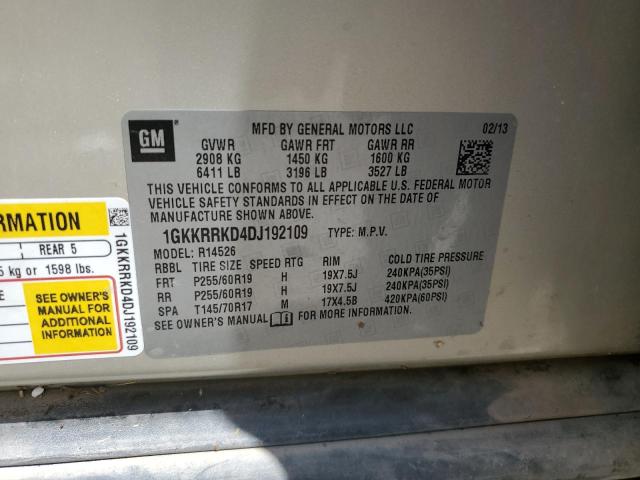 GM
MFD BY GENERAL MOTORS LLC 02/13
GVWR GAWR FRT GAWR RR
2908 KG 1450 KG 1600 KG
6411 LB 3196 LB 3527 LB
THIS VEHICLE CONFORMS TO ALL APPLICABLE U.S. FEDERAL MOTOR
VEHICLE SAFETY STANDARDS IN EFFECT ON THE DATE OF
MANUFACTURE SHOWN ABOVE.
1GKKRRKD4DJ192109 TYPE: M.P.V.
MODEL: R14526
RBBL TIRE SIZE SPEED RTG RIM COLD TIRE PRESSURE
FRT P255/60R19 H 19X7.5J 240KPA(35PSI)
RR P255/60R19 H 19X7.5J 240KPA(35PSI)
SPA T145/70R17 M 17X4.5B 420KPA(60PSI)
SEE OWNER'S MANUAL FOR MORE INFORMATION
RMATION
REAR 5
kg or 1598 lbs.
SEE OWNER'S
MANUAL FOR
ADDITIONAL
INFORMATION
1GKKRRKD4DJ192109